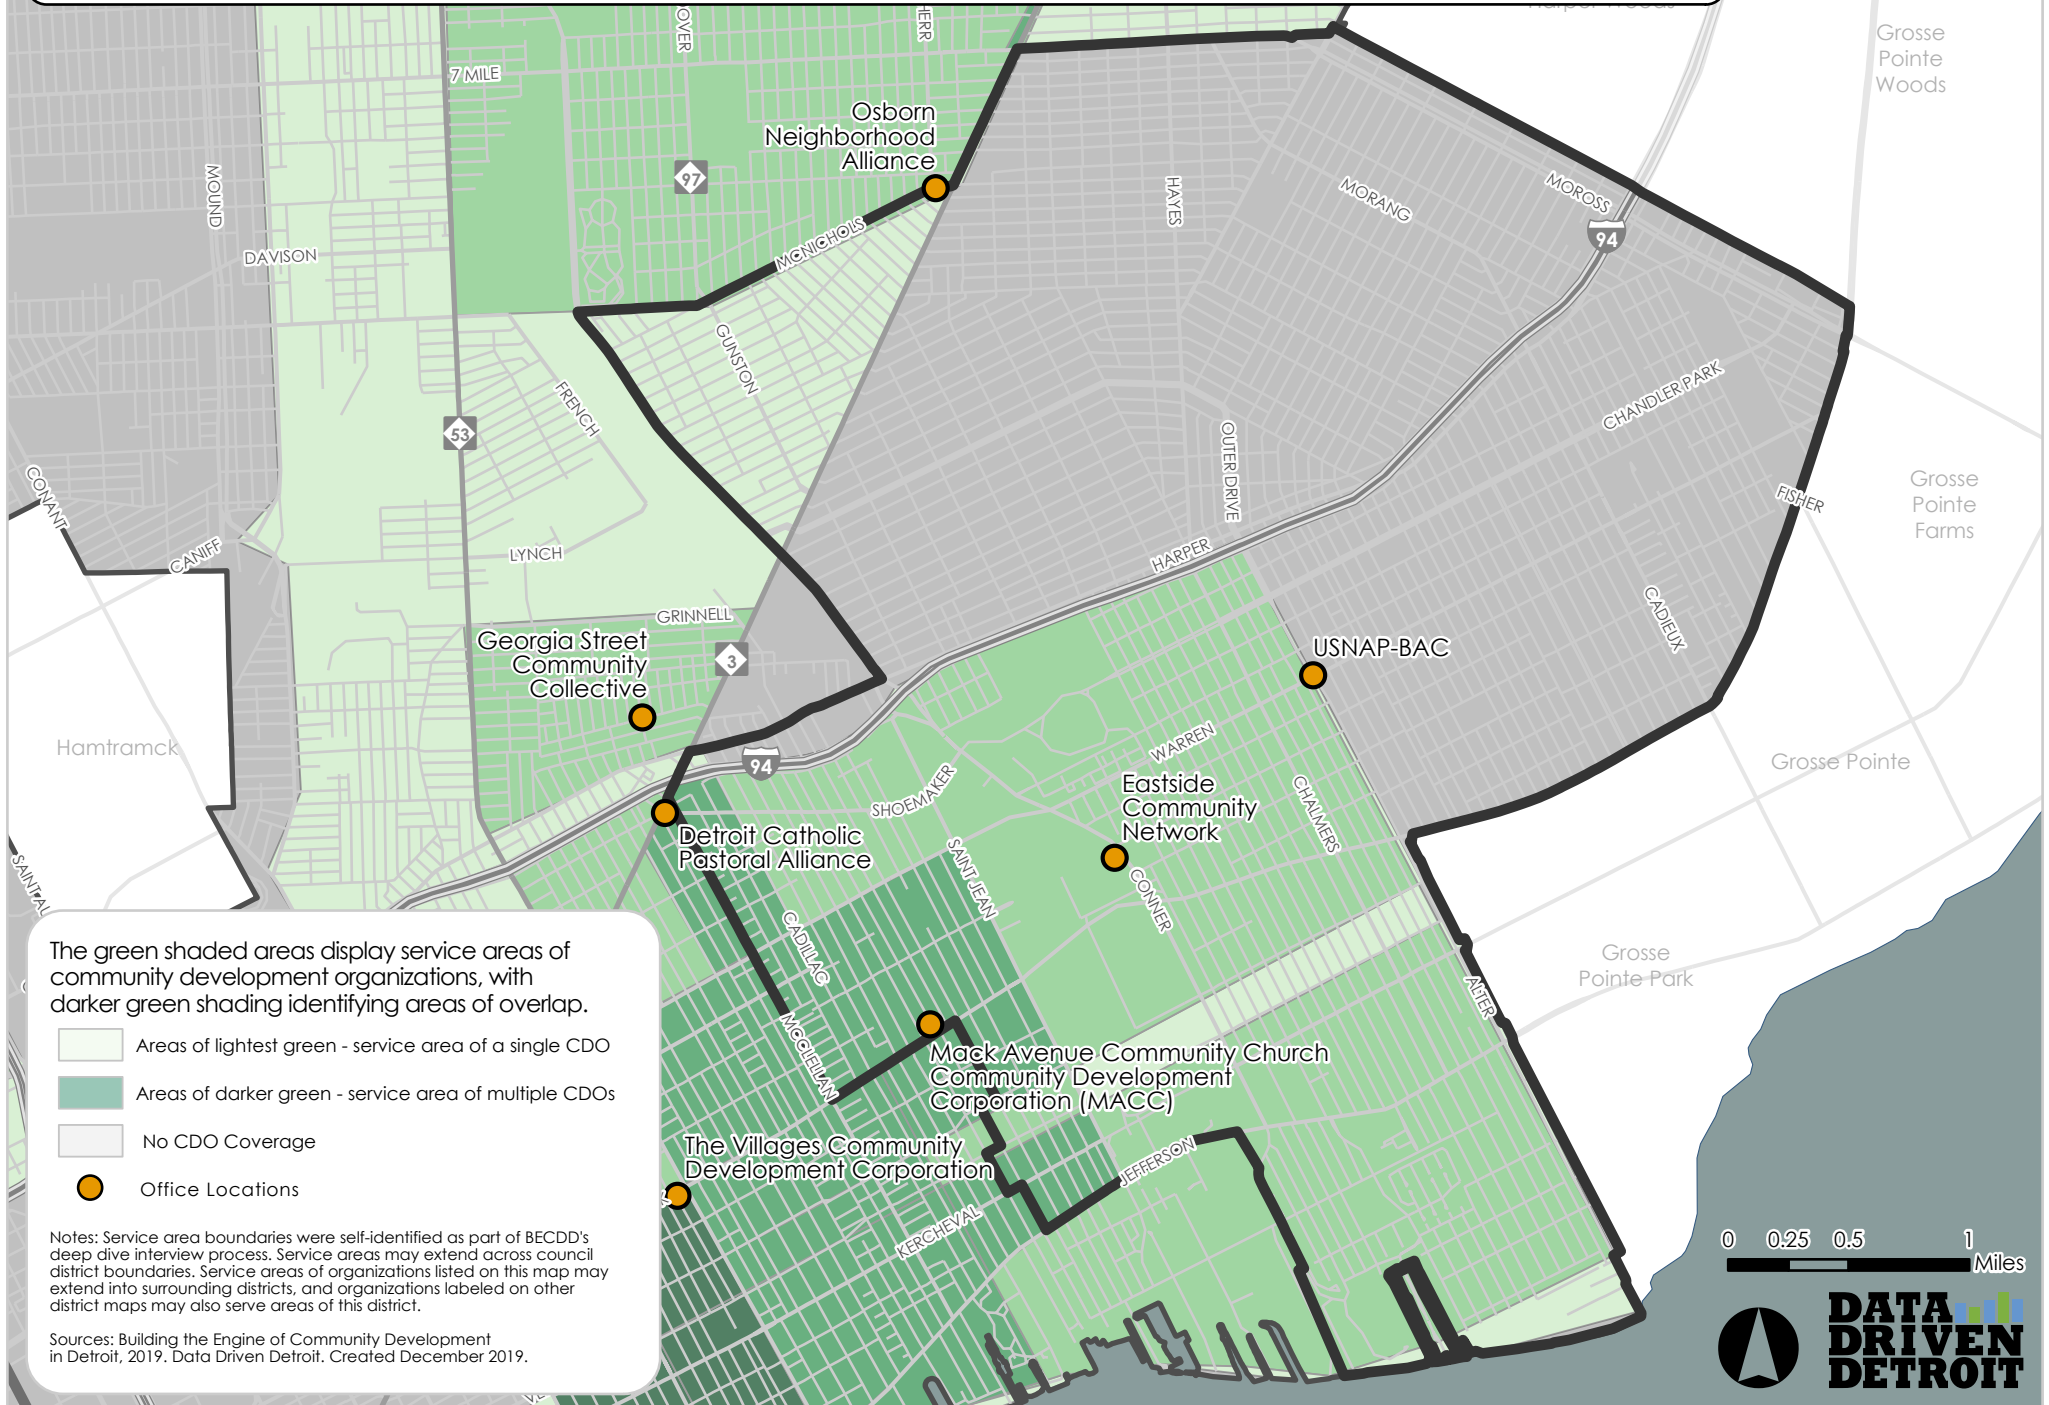 Grosse
Pointe
Woods
OVER
HERR
7 MILE
Osborn
Neighborhood
Alliance
97
MOUND
HAYES
MORANG
MOROSS
94
DAVISON
MCNICHOLS
GUNSTON
FRENCH
CHANDLER PARK
53
OUTER DRIVE
CONANT
Grosse
Pointe
Farms
FISHER
CANIFF
LYNCH
HARPER
GRINNELL
CADIEUX
Georgia Street
Community
Collective
3
USNAP-BAC
Hamtramck
94
WARREN
Grosse Pointe
SHOEMAKER
Eastside
Community
Network
CHALMERS
Detroit Catholic
Pastoral Alliance
SAINT JEAN
CONNER
CADILLAC
Grosse
Pointe Park
ALTER
MCCLELLAN
Mack Avenue Community Church
Community Development
Corporation (MACC)
The Villages Community
Development Corporation
JEFFERSON
KERCHEVAL
The green shaded areas display service areas of
community development organizations, with
darker green shading identifying areas of overlap.
Areas of lightest green - service area of a single CDO
Areas of darker green - service area of multiple CDOs
No CDO Coverage
Office Locations
Notes: Service area boundaries were self-identified as part of BECDD's
deep dive interview process. Service areas may extend across council
district boundaries. Service areas of organizations listed on this map may
extend into surrounding districts, and organizations labeled on other
district maps may also serve areas of this district.
Sources: Building the Engine of Community Development
in Detroit, 2019. Data Driven Detroit. Created December 2019.
0 0.25 0.5 1
Miles
DATA
DRIVEN
DETROIT